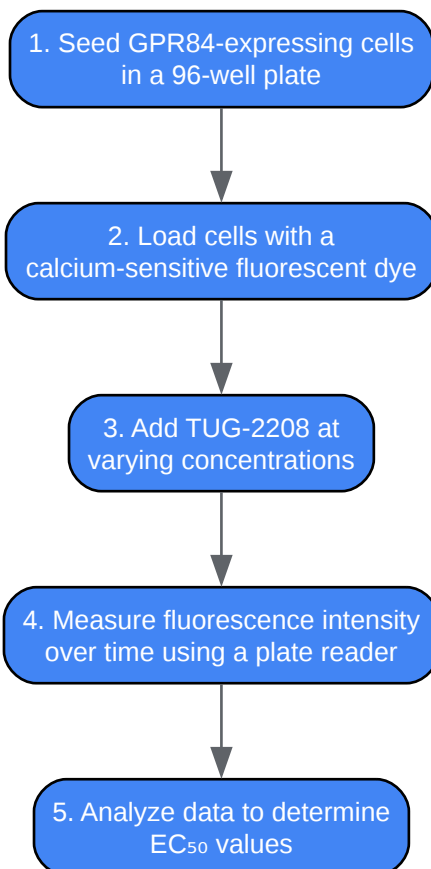 1. Seed GPR84-expressing cells
in a 96-well plate
2. Load cells with a
calcium-sensitive fluorescent dye
3. Add TUG-2208 at
varying concentrations
4. Measure fluorescence intensity
over time using a plate reader
5. Analyze data to determine
EC₅₀ values